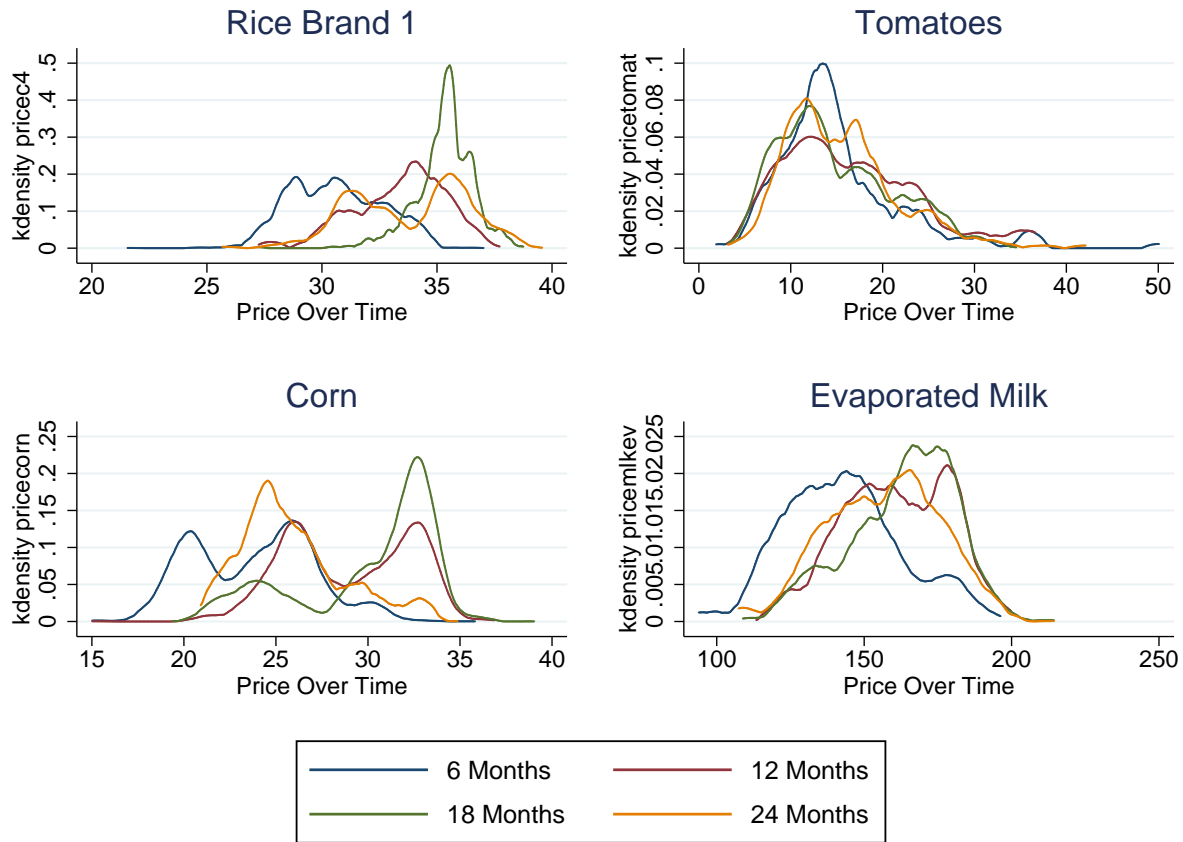 Rice Brand 1
kdensity pricec4
0 .1 .2 .3 .4 .5
20 25 30 35 40
Price Over Time
Tomatoes
kdensity pricetomat
0 .02 .04 .06 .08 .1
0 10 20 30 40 50
Price Over Time
Corn
kdensity pricecorn
0 .05 .1 .15 .2 .25
15 20 25 30 35 40
Price Over Time
Evaporated Milk
kdensity pricemlkev
0 .005 .01 .015 .02 .025
100 150 200 250
Price Over Time
6 Months 12 Months
18 Months 24 Months